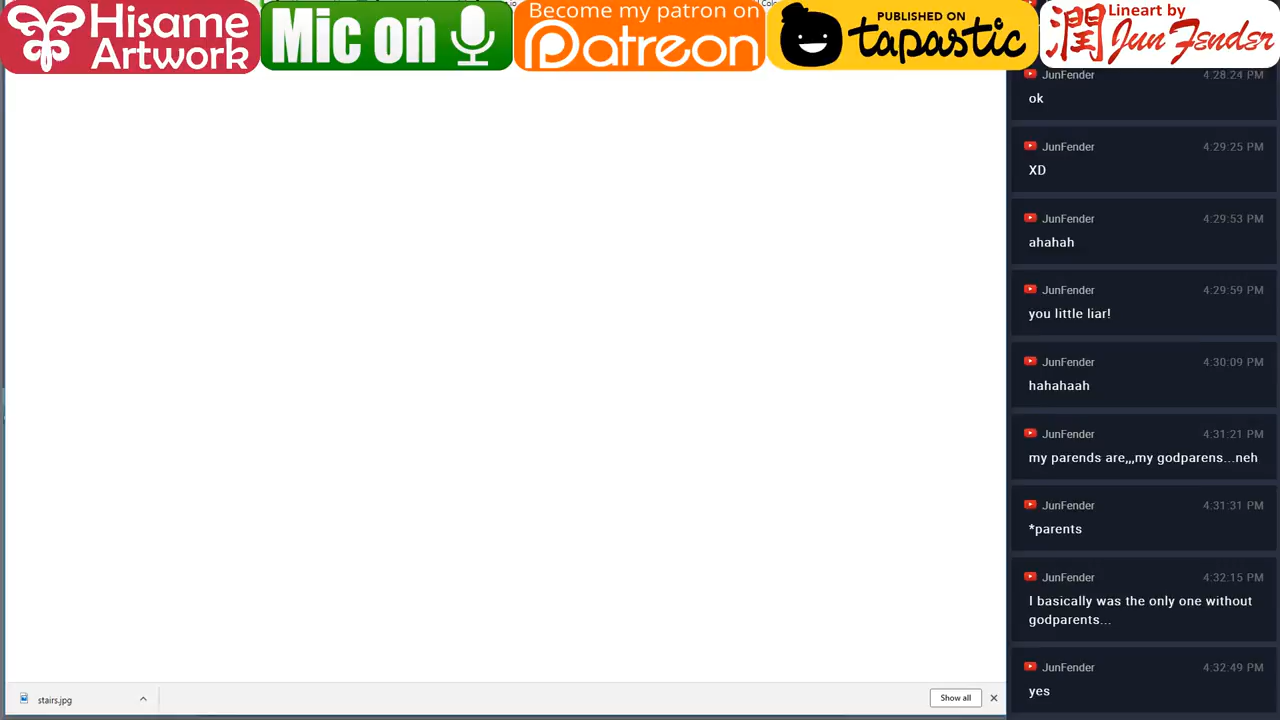 Hisame
Artwork
Mic on
Become my patron on
Patreon
PUBLISHED ON
tapastic
Lineart by
潤 JunFender
JunFender 4:28:24 PM
ok
JunFender 4:29:25 PM
XD
JunFender 4:29:53 PM
ahahah
JunFender 4:29:59 PM
you little liar!
JunFender 4:30:09 PM
hahahaah
JunFender 4:31:21 PM
my parends are,,,my godparens...neh
JunFender 4:31:31 PM
*parents
JunFender 4:32:15 PM
I basically was the only one without
godparents...
JunFender 4:32:49 PM
yes
stairs.jpg
Show all